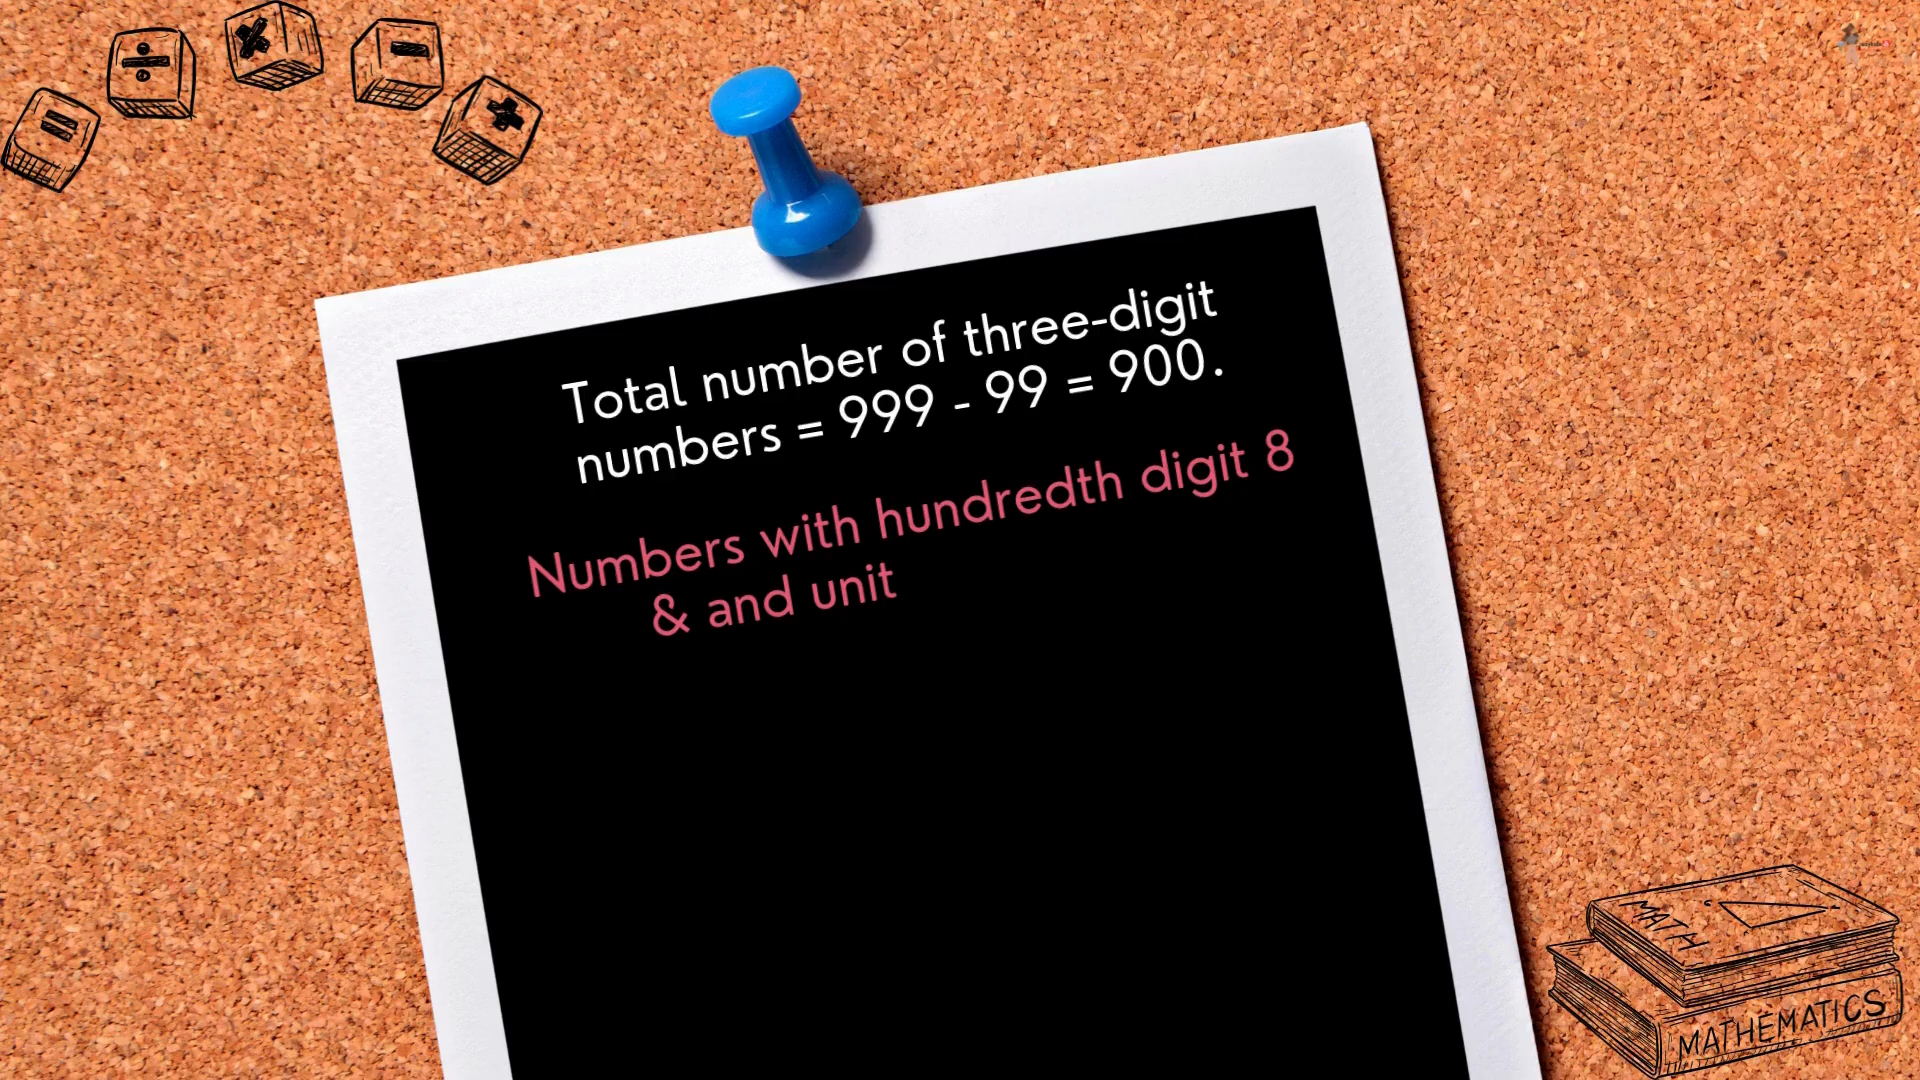 Total number of three-digit
numbers = 999 - 99 = 900.
Numbers with hundredth digit 8
& and unit
MATH
MATHEMATICS